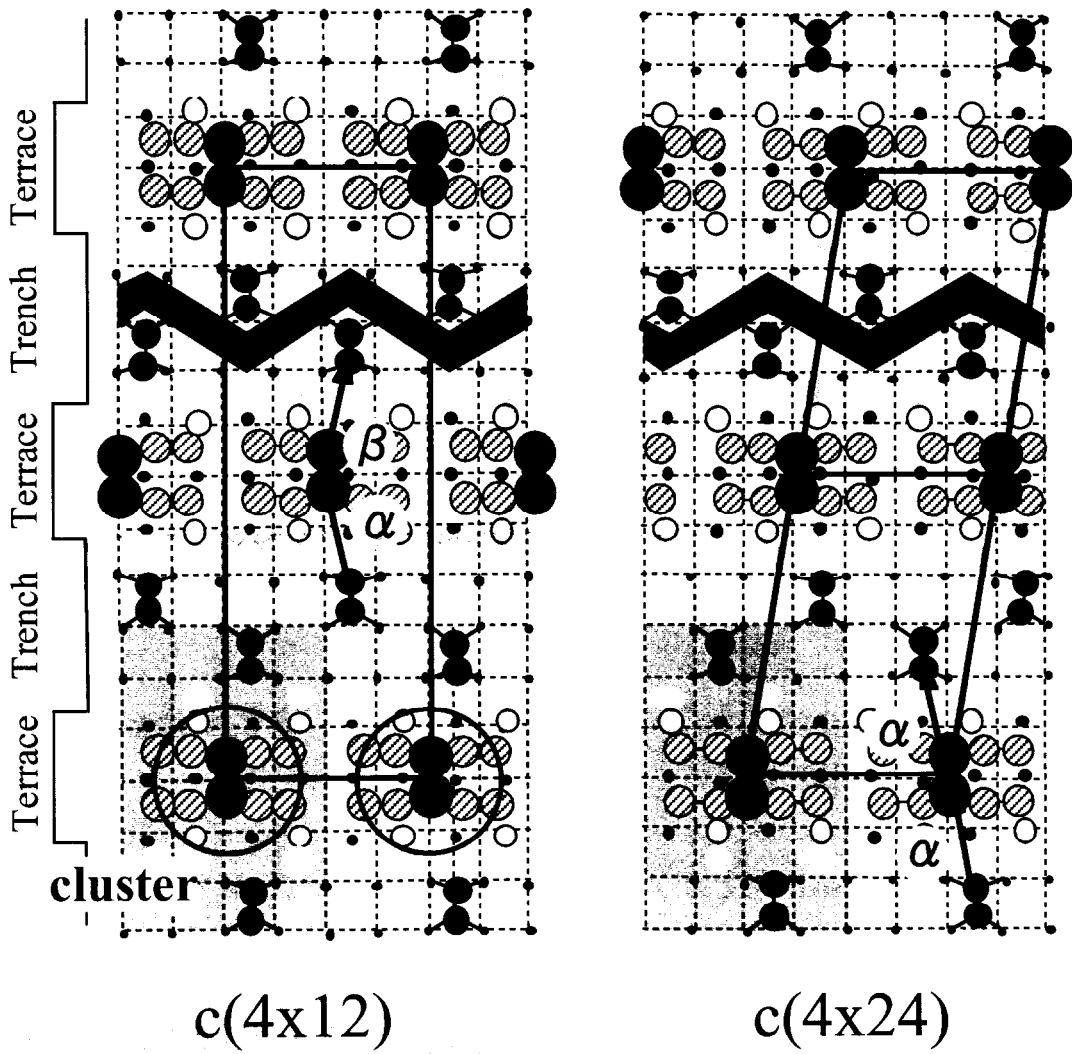 Terrace
Trench
Terrace
Trench
Terrace
β
α
α
α
cluster
c(4x12)
c(4x24)